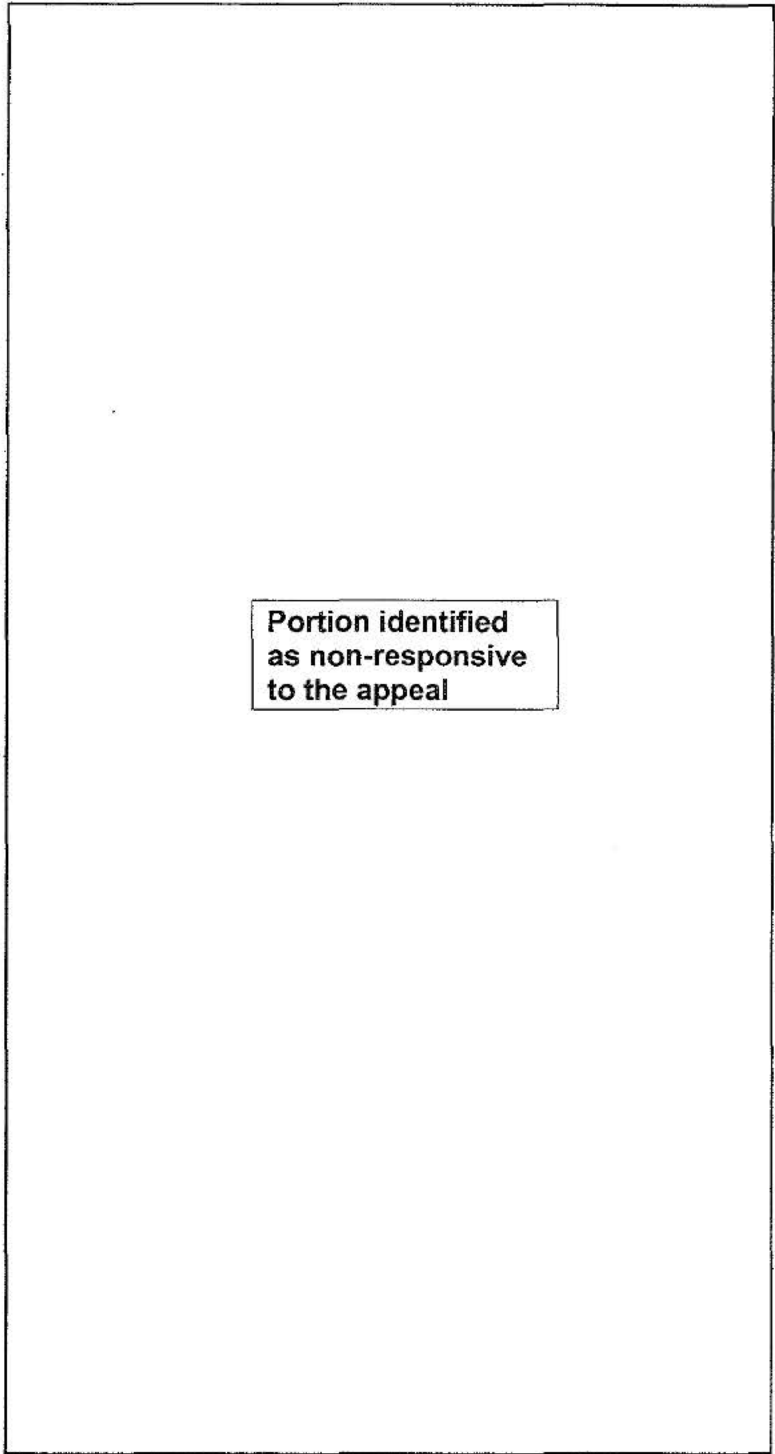 Portion identified
as non-responsive
to the appeal